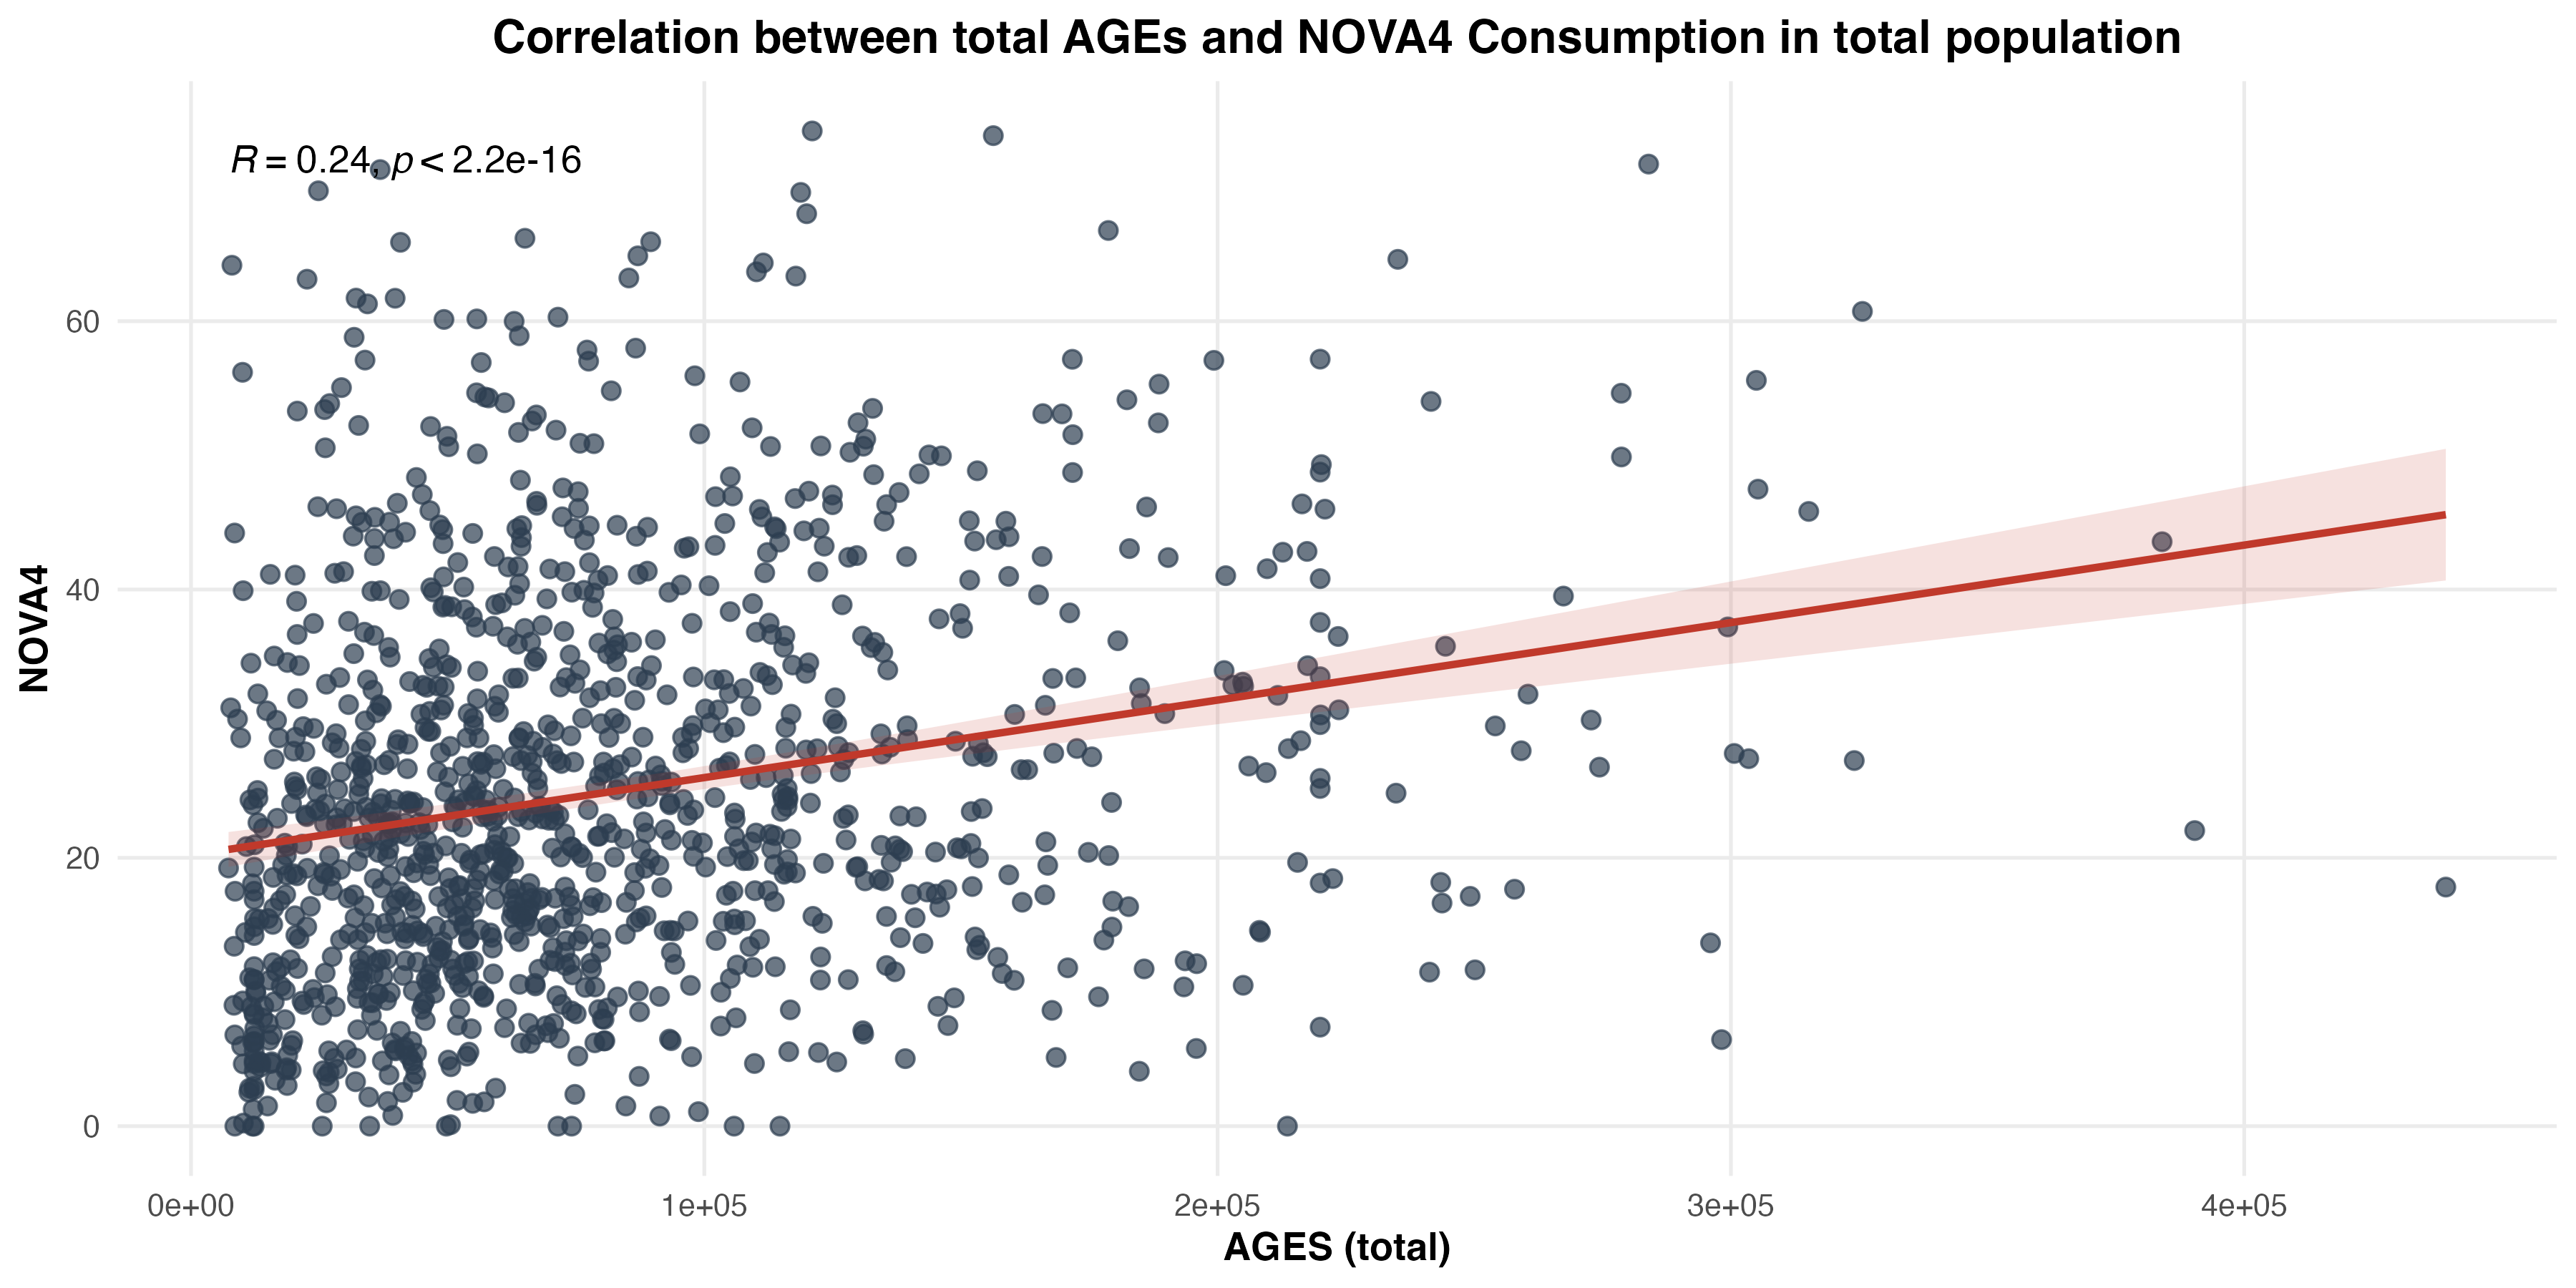 Correlation between total AGEs and NOVA4 Consumption in total population
R = 0.24, p < 2.2e-16
60
40
20
0
NOVA4
0e+00 1e+05 2e+05 3e+05 4e+05
AGES (total)